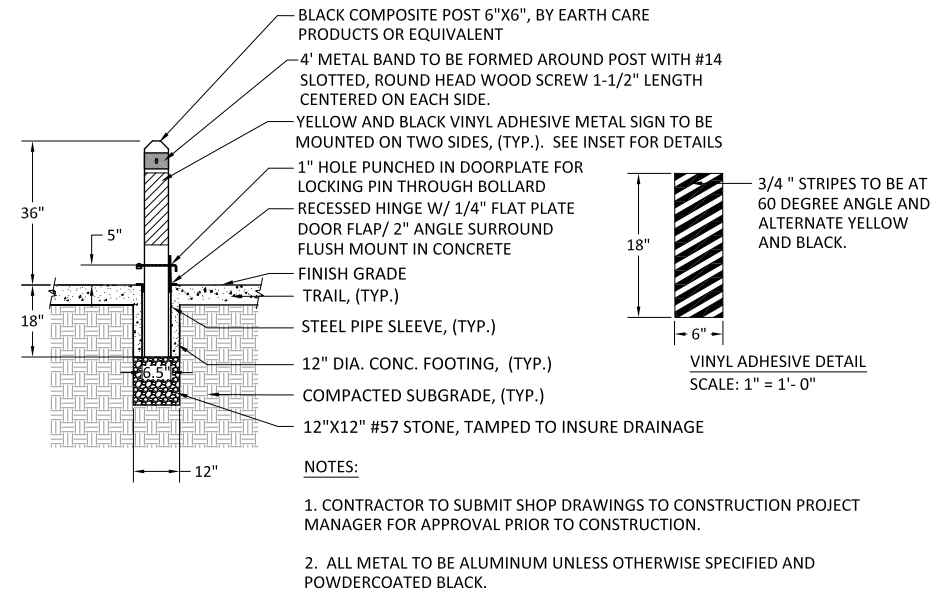 BLACK COMPOSITE POST 6"X6", BY EARTH CARE
PRODUCTS OR EQUIVALENT
4' METAL BAND TO BE FORMED AROUND POST WITH #14
SLOTTED, ROUND HEAD WOOD SCREW 1-1/2" LENGTH
CENTERED ON EACH SIDE.
YELLOW AND BLACK VINYL ADHESIVE METAL SIGN TO BE
MOUNTED ON TWO SIDES, (TYP.). SEE INSET FOR DETAILS
1" HOLE PUNCHED IN DOORPLATE FOR
LOCKING PIN THROUGH BOLLARD
RECESSED HINGE W/ 1/4" FLAT PLATE
DOOR FLAP/ 2" ANGLE SURROUND
FLUSH MOUNT IN CONCRETE
FINISH GRADE
TRAIL, (TYP.)
STEEL PIPE SLEEVE, (TYP.)
12" DIA. CONC. FOOTING, (TYP.)
COMPACTED SUBGRADE, (TYP.)
12"X12" #57 STONE, TAMPED TO INSURE DRAINAGE
36"
5"
18"
6.5"
12"
3/4 " STRIPES TO BE AT
60 DEGREE ANGLE AND
ALTERNATE YELLOW
AND BLACK.
18"
6"
VINYL ADHESIVE DETAIL
SCALE: 1" = 1'- 0"
NOTES:
1. CONTRACTOR TO SUBMIT SHOP DRAWINGS TO CONSTRUCTION PROJECT
MANAGER FOR APPROVAL PRIOR TO CONSTRUCTION.
2. ALL METAL TO BE ALUMINUM UNLESS OTHERWISE SPECIFIED AND
POWDERCOATED BLACK.